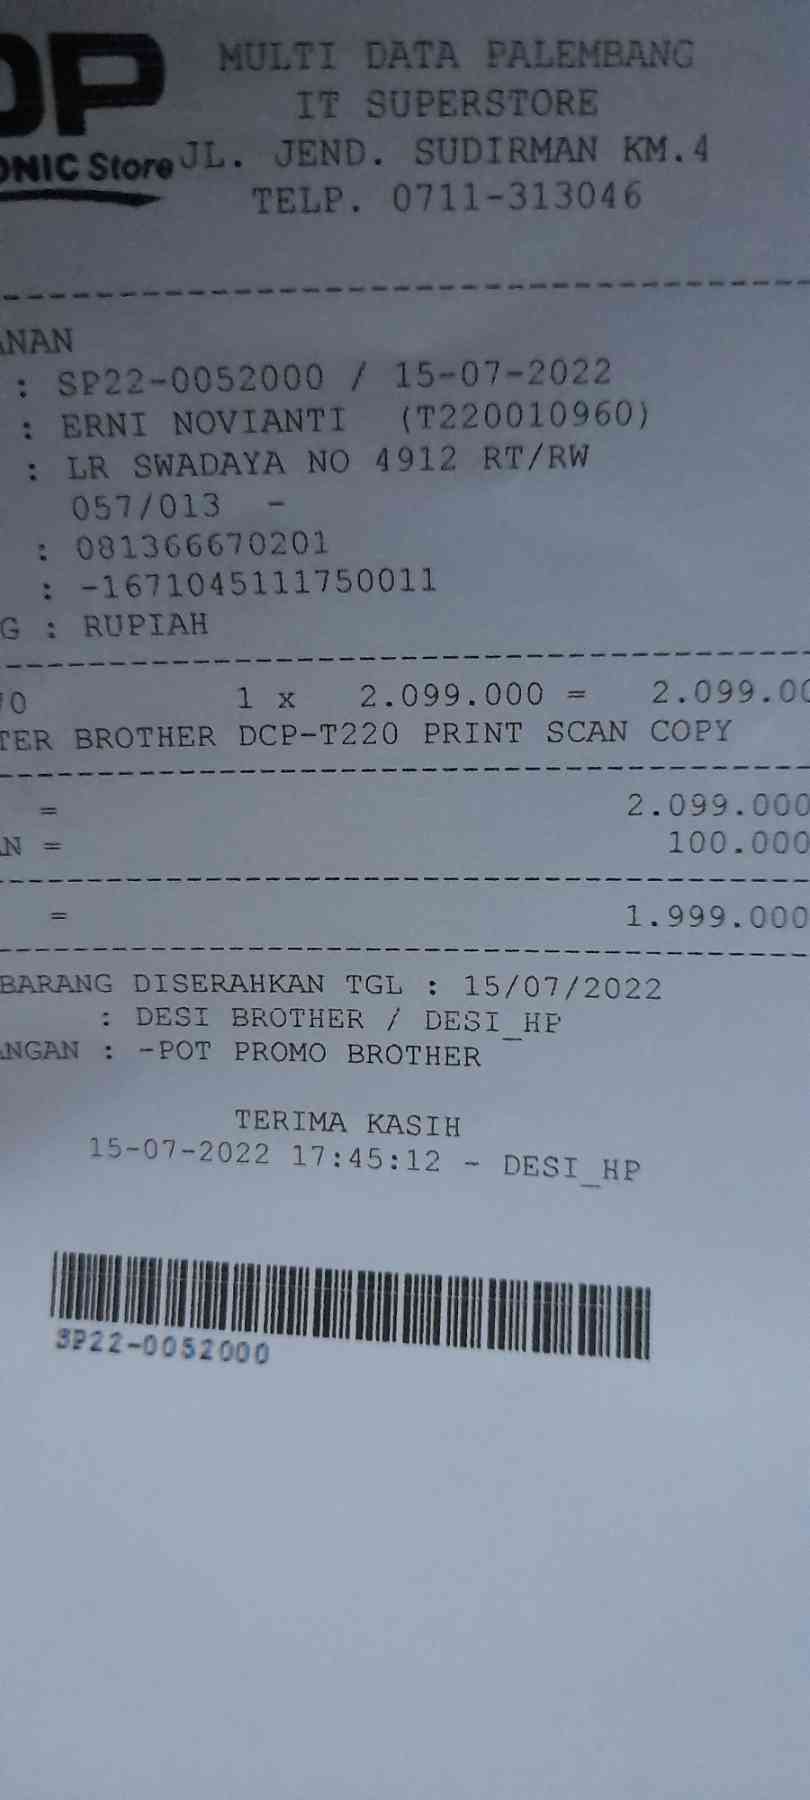 DP
ONIC Store
MULTI DATA PALEMBANG
IT SUPERSTORE
JL. JEND. SUDIRMAN KM.4
TELP. 0711-313046
ANAN
: SP22-0052000 / 15-07-2022
: ERNI NOVIANTI (T220010960)
: LR SWADAYA NO 4912 RT/RW
057/013 -
: 081366670201
: -1671045111750011
G : RUPIAH
70 1 x 2.099.000 = 2.099.00
TER BROTHER DCP-T220 PRINT SCAN COPY
= 2.099.000
AN = 100.000
= 1.999.000
BARANG DISERAHKAN TGL : 15/07/2022
: DESI BROTHER / DESI_HP
ANGAN : -POT PROMO BROTHER
TERIMA KASIH
15-07-2022 17:45:12 - DESI_HP
SP22-0052000